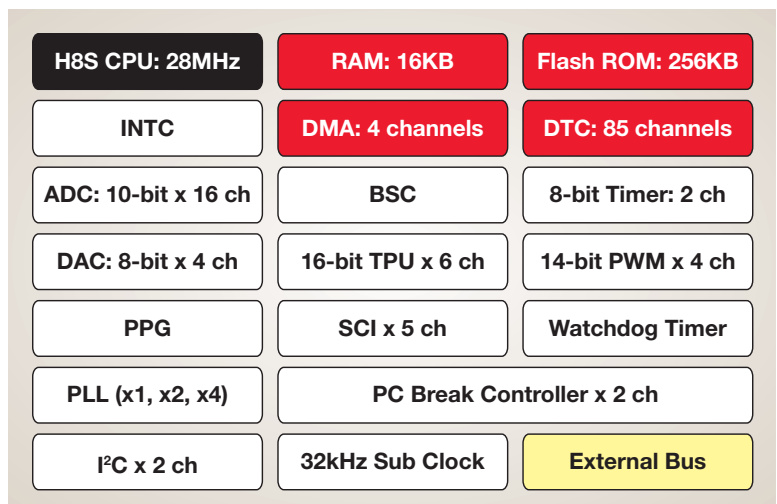 H8S CPU: 28MHz
RAM: 16KB
Flash ROM: 256KB
INTC
DMA: 4 channels
DTC: 85 channels
ADC: 10-bit x 16 ch
BSC
8-bit Timer: 2 ch
DAC: 8-bit x 4 ch
16-bit TPU x 6 ch
14-bit PWM x 4 ch
PPG
SCI x 5 ch
Watchdog Timer
PLL (x1, x2, x4)
PC Break Controller x 2 ch
I²C x 2 ch
32kHz Sub Clock
External Bus